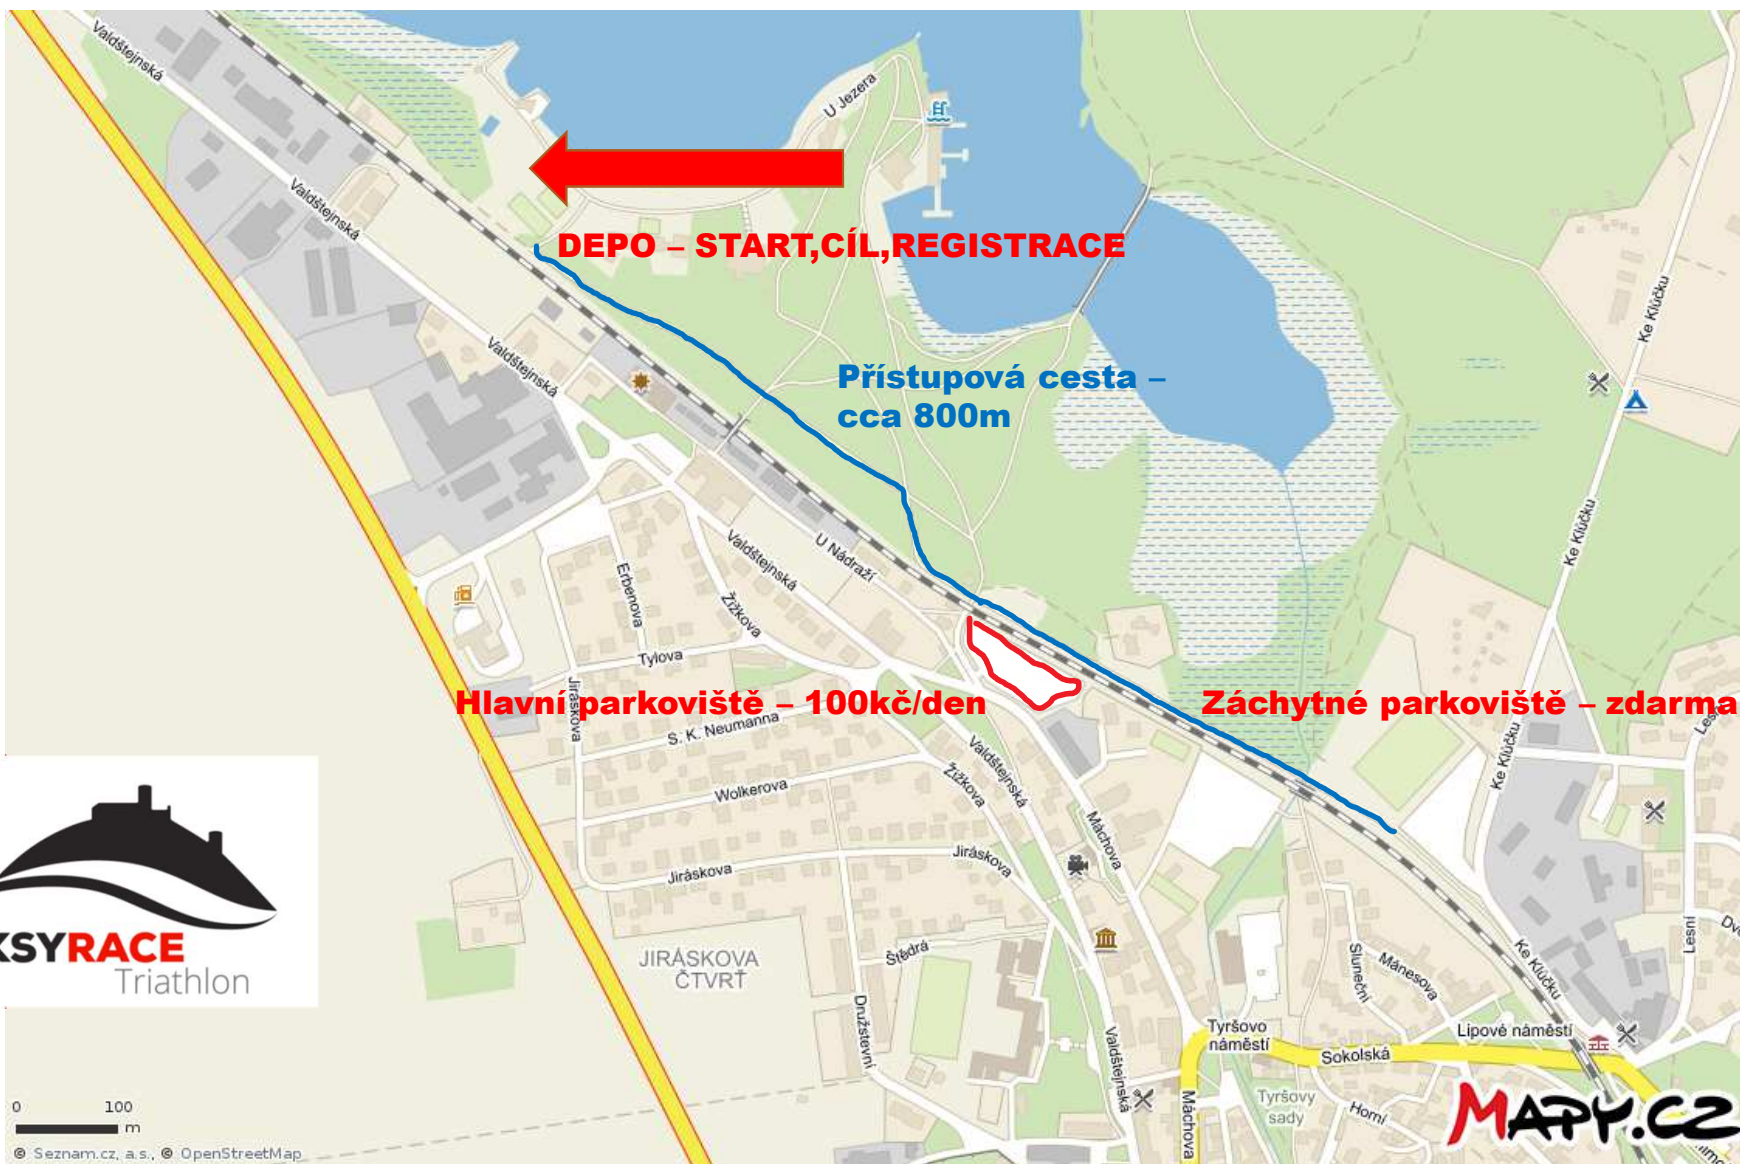 Valdštejnská
U Jezera
Valdštejnská
DEPO – START,CÍL,REGISTRACE
Ke Klůčku
Valdštejnská
Přístupová cesta –
cca 800m
Ke Klůčku
Valdštejnská
U Nádraží
Erbenova
Žižkova
Tylova
Jiráskova
Hlavní parkoviště – 100kč/den
Záchytné parkoviště – zdarma
S. K. Neumanna
Ke Klůčku
Valdštejnská
Žižkova
Wolkerova
Máchova
Jiráskova
Jiráskova
KSYRACE
Triathlon
JIRÁSKOVA
ČTVRŤ
Štědrá
Družstevní
Valdštejnská
Sluneční
Mánesova
Ke Klůčku
Lesní
Tyršovo
náměstí
Lipové náměstí
Sokolská
Máchova
Tyršovy
sady
Horní
MAPY.CZ
0 100
m
© Seznam.cz, a.s., © OpenStreetMap